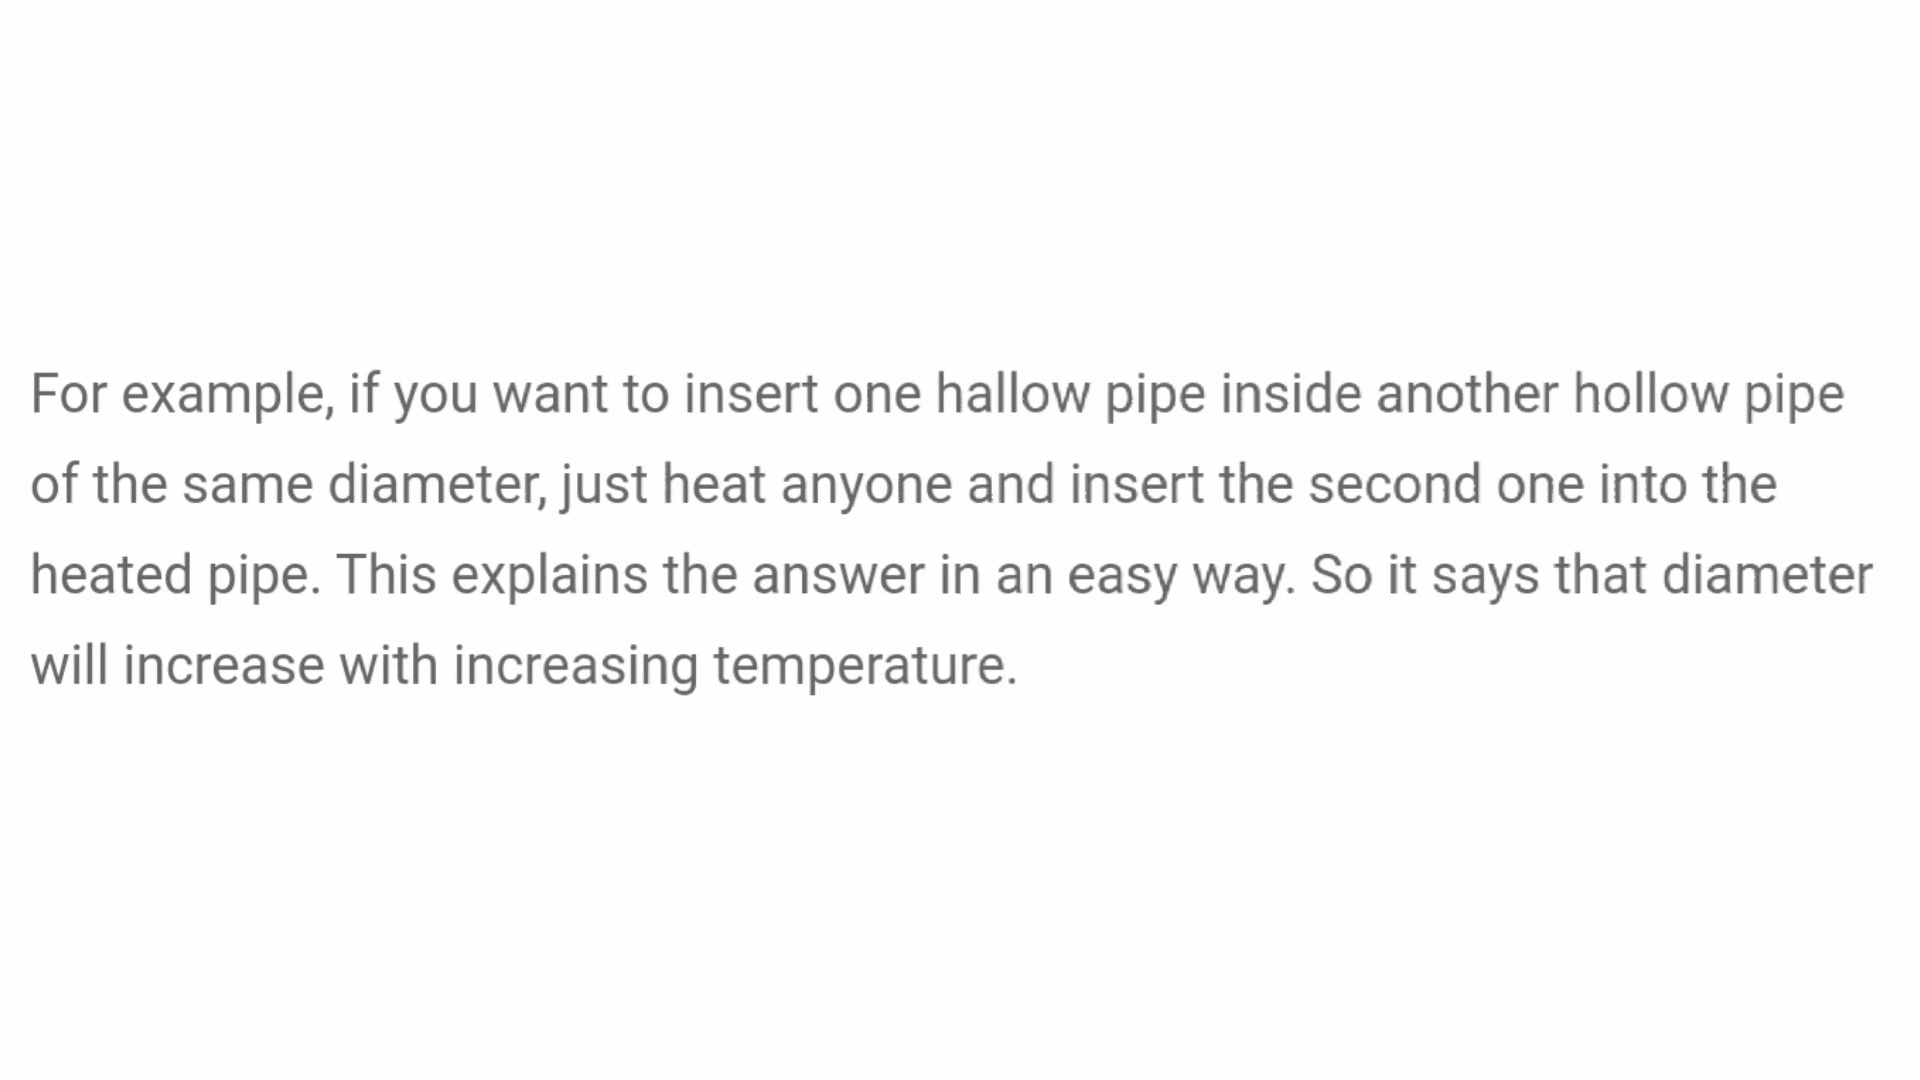 For example, if you want to insert one hallow pipe inside another hollow pipe
of the same diameter, just heat anyone and insert the second one into the
heated pipe. This explains the answer in an easy way. So it says that diameter
will increase with increasing temperature.